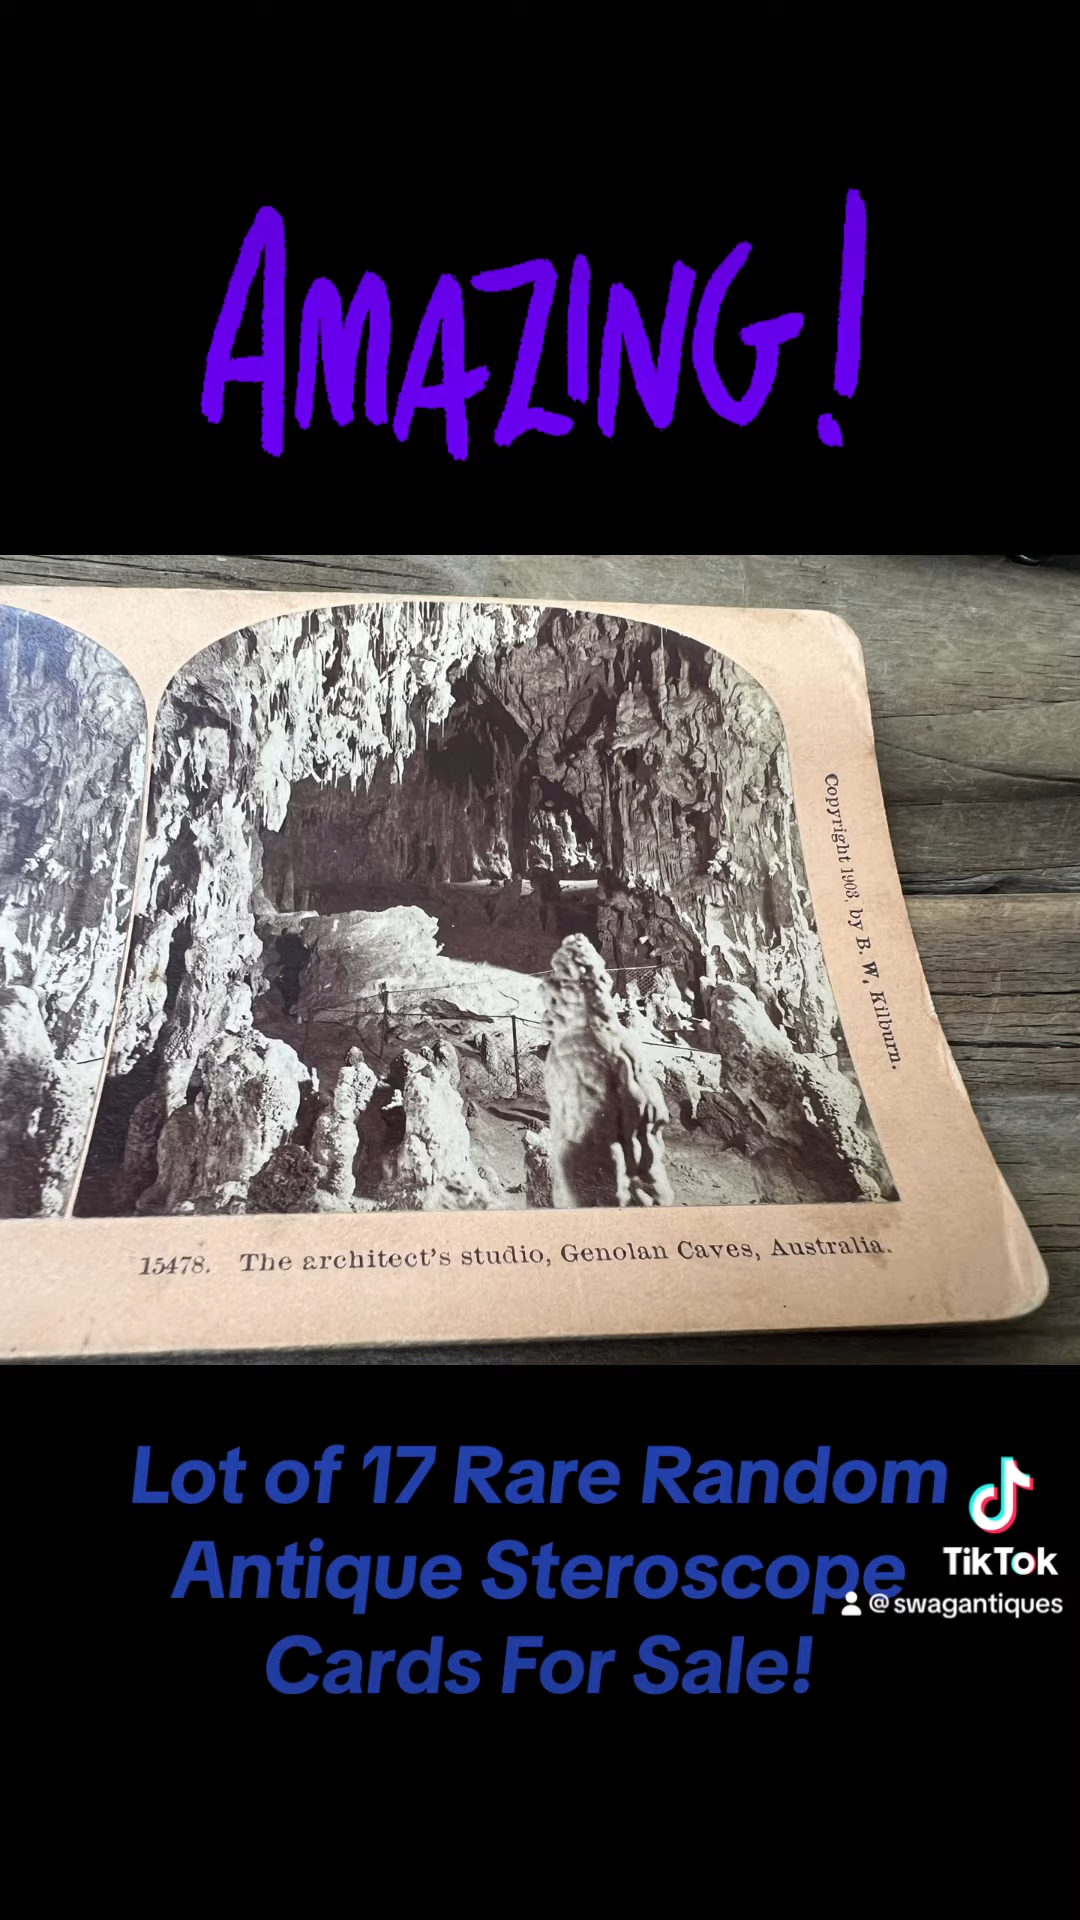 AMAZING!
Copyright 1903, by B. W. Kilburn.
15478. The architect's studio, Genolan Caves, Australia.
Lot of 17 Rare Random
Antique Steroscope
Cards For Sale!
TikTok
@swagantiques